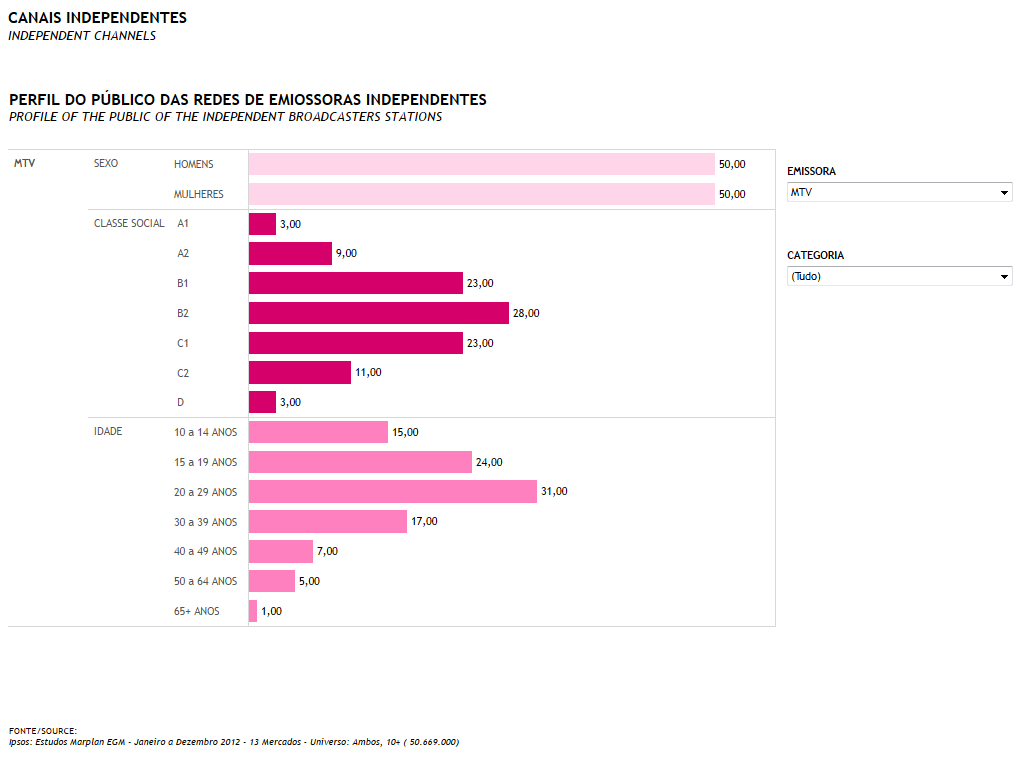 CANAIS INDEPENDENTES
INDEPENDENT CHANNELS
PERFIL DO PÚBLICO DAS REDES DE EMIOSSORAS INDEPENDENTES
PROFILE OF THE PUBLIC OF THE INDEPENDENT BROADCASTERS STATIONS
MTV SEXO HOMENS 50,00
MULHERES 50,00
CLASSE SOCIAL A1 3,00
A2 9,00
B1 23,00
B2 28,00
C1 23,00
C2 11,00
D 3,00
IDADE 10 a 14 ANOS 15,00
15 a 19 ANOS 24,00
20 a 29 ANOS 31,00
30 a 39 ANOS 17,00
40 a 49 ANOS 7,00
50 a 64 ANOS 5,00
65+ ANOS 1,00
EMISSORA
MTV
CATEGORIA
(Tudo)
FONTE/SOURCE:
Ipsos: Estudos Marplan EGM - Janeiro a Dezembro 2012 - 13 Mercados - Universo: Ambos, 10+ ( 50.669.000)